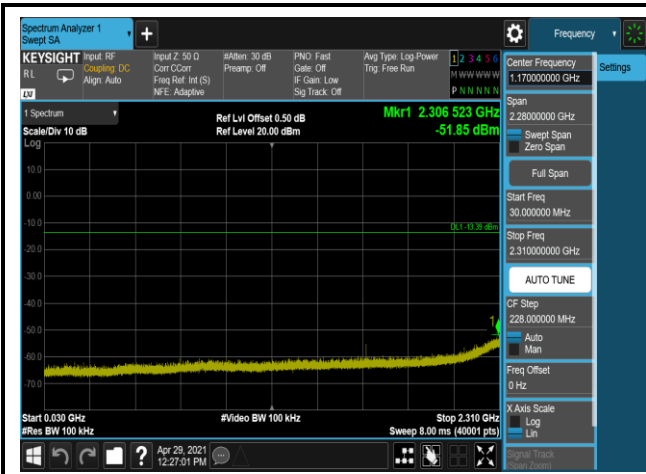 Spectrum Analyzer 1
Swept SA
+
Frequency
KEYSIGHT
RL
LXI
Input: RF
Coupling: DC
Align: Auto
Input Z: 50 Ω
Corr CCorr
Freq Ref: Int (S)
NFE: Adaptive
#Atten: 30 dB
Preamp: Off
PNO: Fast
Gate: Off
IF Gain: Low
Sig Track: Off
Avg Type: Log-Power
Trig: Free Run
1 2 3 4 5 6
M W W W W W
P N N N N N
1 Spectrum
Scale/Div 10 dB
Ref Lvl Offset 0.50 dB
Ref Level 20.00 dBm
Mkr1 2.306 523 GHz
-51.85 dBm
Log
10.0
0.00
-10.0
-20.0
-30.0
-40.0
-50.0
-60.0
-70.0
DL1 -13.39 dBm
1
Start 0.030 GHz
#Res BW 100 kHz
#Video BW 100 kHz
Stop 2.310 GHz
Sweep 8.00 ms (40001 pts)
Center Frequency
1.170000000 GHz
Span
2.28000000 GHz
Swept Span
Zero Span
Full Span
Start Freq
30.000000 MHz
Stop Freq
2.310000000 GHz
AUTO TUNE
CF Step
228.000000 MHz
Auto
Man
Freq Offset
0 Hz
X Axis Scale
Log
Lin
Signal Track
(Span Zoom)
Settings
?
Apr 29, 2021
12:27:01 PM